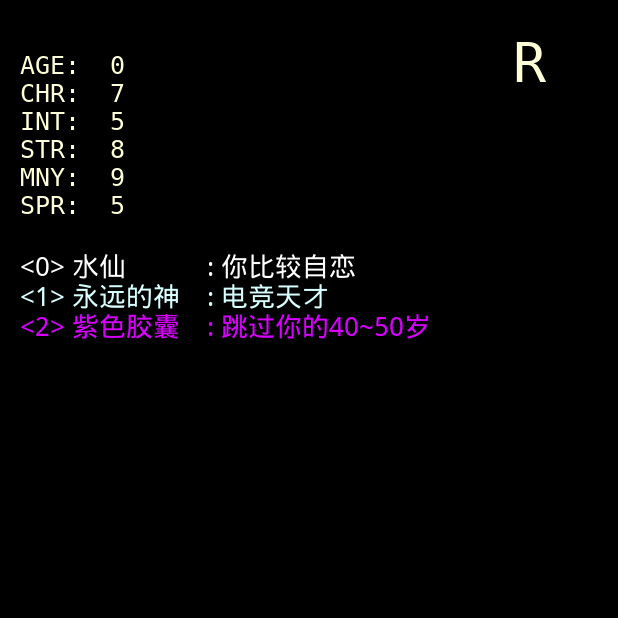 R
AGE: 0
CHR: 7
INT: 5
STR: 8
MNY: 9
SPR: 5
<0> 水仙 : 你比较自恋
<1> 永远的神 : 电竞天才
<2> 紫色胶囊 : 跳过你的40~50岁